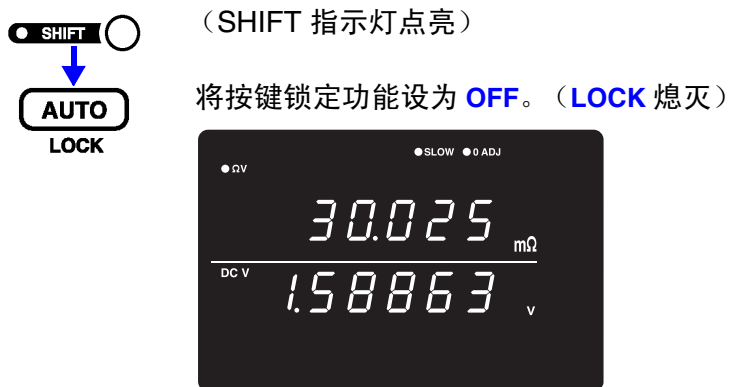 SHIFT
（SHIFT 指示灯点亮）
AUTO
LOCK
将按键锁定功能设为 OFF。（LOCK 熄灭）
SLOW 0 ADJ
ΩV
30.025 mΩ
DC V
1.58863 V